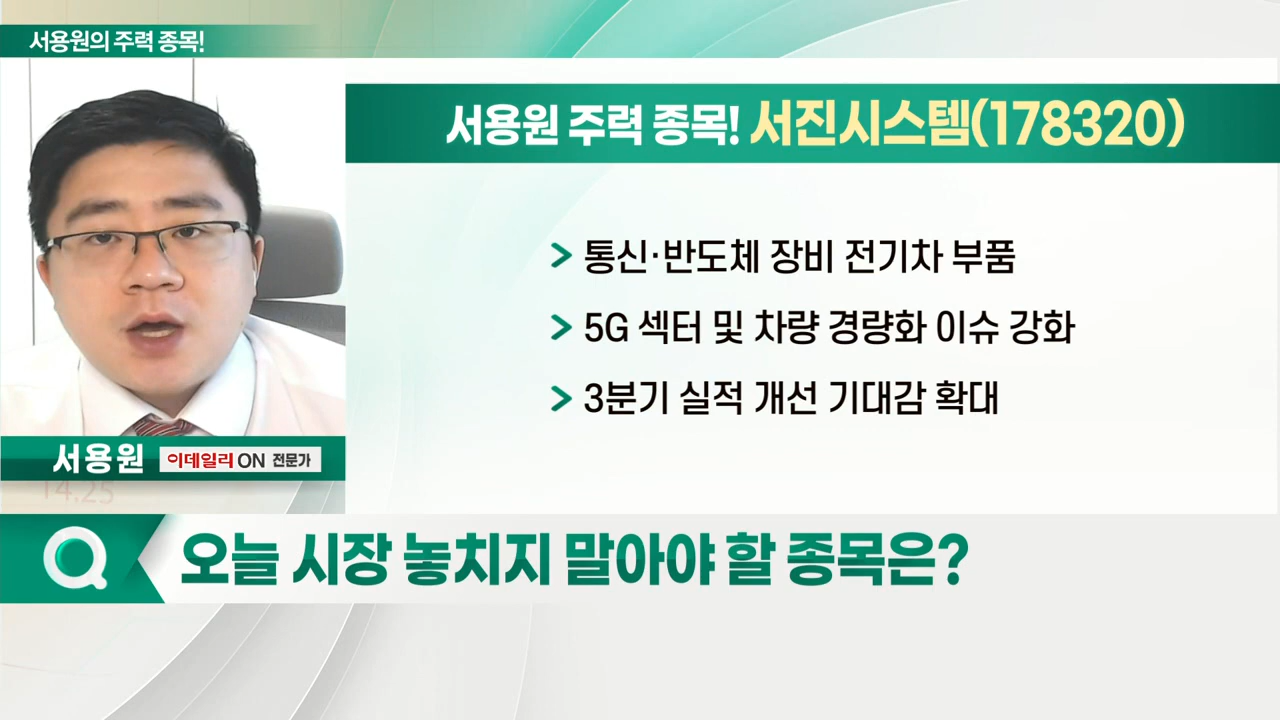 서용원의 주력 종목!
서용원 주력 종목! 서진시스템(178320)
> 통신·반도체 장비 전기차 부품
> 5G 섹터 및 차량 경량화 이슈 강화
> 3분기 실적 개선 기대감 확대
서용원 이데일리ON 전문가
14.25
오늘 시장 놓치지 말아야 할 종목은?